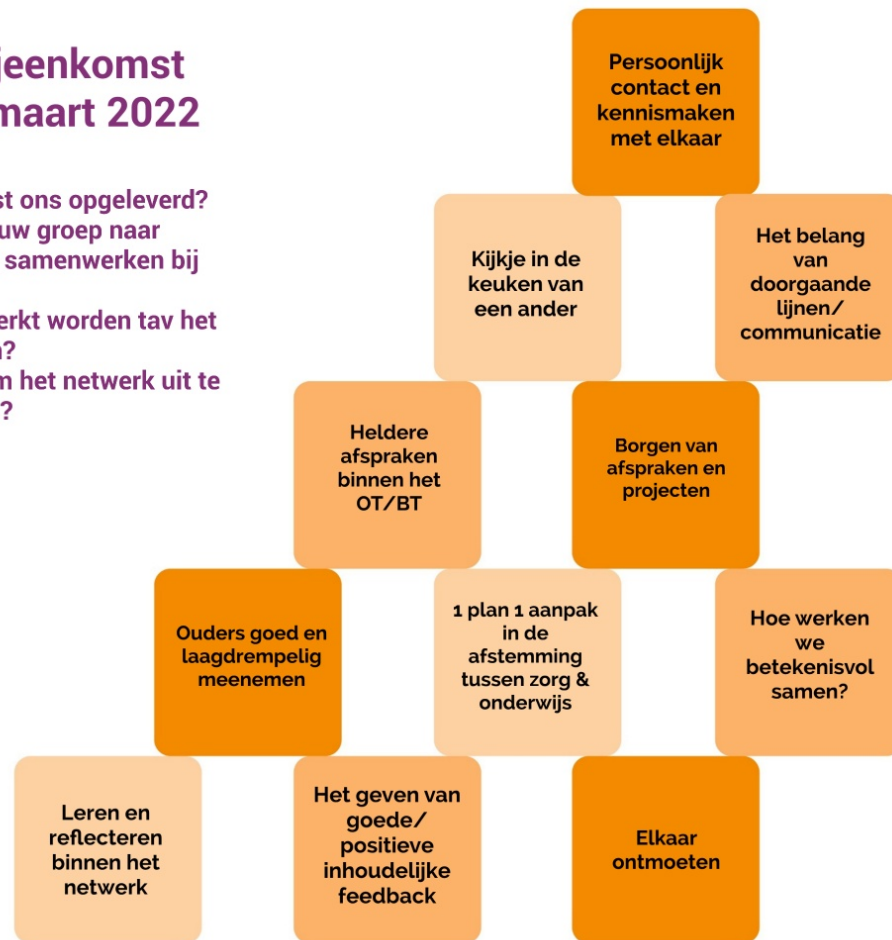 jeenkomst
maart 2022
st ons opgeleverd?
uw groep naar
samenwerken bij
erkt worden tav het
m het netwerk uit te
?
Persoonlijk
contact en
kennismaken
met elkaar
Kijkje in de
keuken van
een ander
Het belang
van
doorgaande
lijnen/
communicatie
Heldere
afspraken
binnen het
OT/BT
Borgen van
afspraken en
projecten
Ouders goed en
laagdrempelig
meenemen
1 plan 1 aanpak
in de
afstemming
tussen zorg &
onderwijs
Hoe werken
we
betekenisvol
samen?
Leren en
reflecteren
binnen het
netwerk
Het geven van
goede/
positieve
inhoudelijke
feedback
Elkaar
ontmoeten